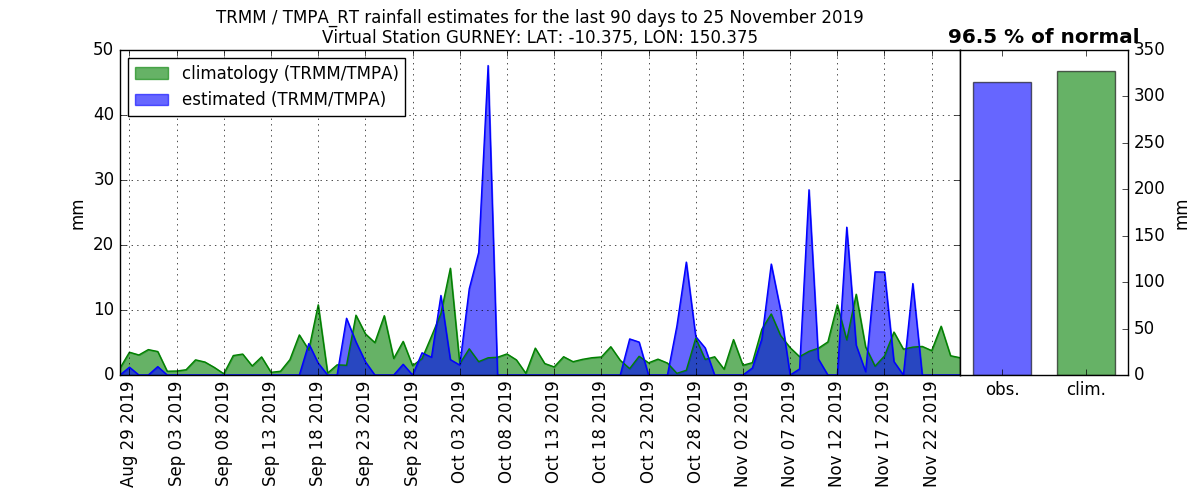 TRMM / TMPA_RT rainfall estimates for the last 90 days to 25 November 2019
Virtual Station GURNEY: LAT: -10.375, LON: 150.375
96.5 % of normal
climatology (TRMM/TMPA)
estimated (TRMM/TMPA)
50
40
30
20
10
0
mm
350
300
250
200
150
100
50
0
mm
Aug 29 2019
Sep 03 2019
Sep 08 2019
Sep 13 2019
Sep 18 2019
Sep 23 2019
Sep 28 2019
Oct 03 2019
Oct 08 2019
Oct 13 2019
Oct 18 2019
Oct 23 2019
Oct 28 2019
Nov 02 2019
Nov 07 2019
Nov 12 2019
Nov 17 2019
Nov 22 2019
obs.
clim.